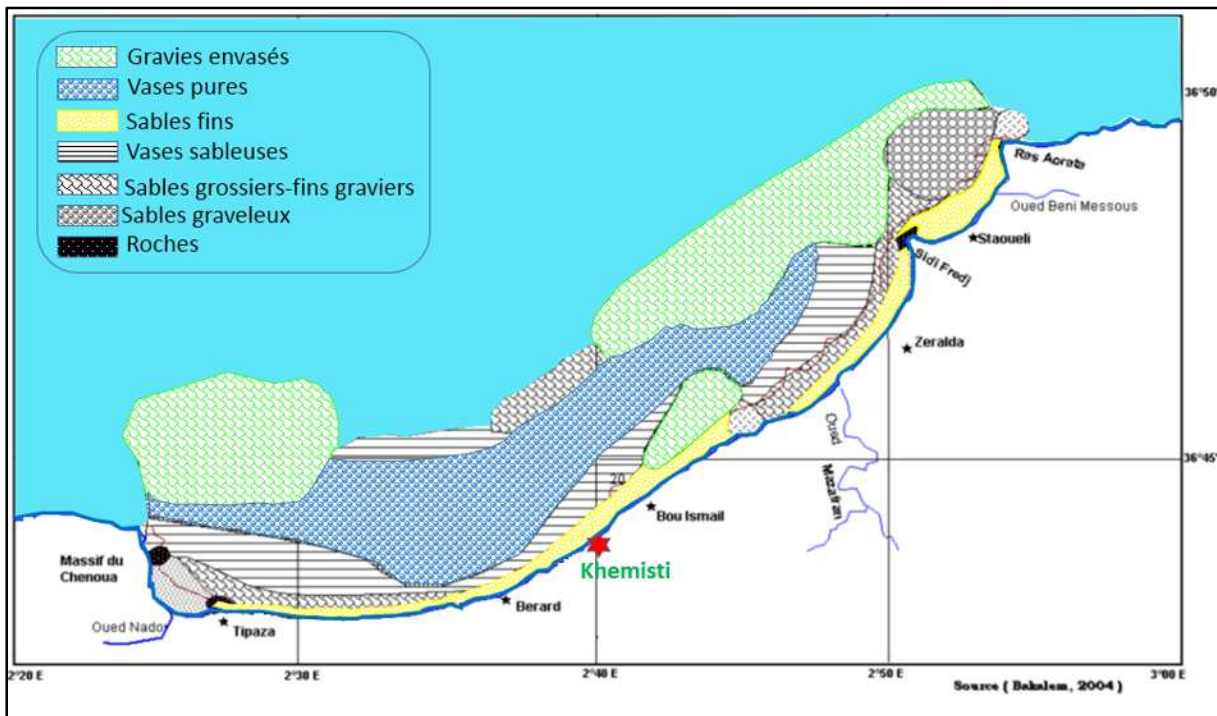 Gravies envasés
Vases pures
Sables fins
Vases sableuses
Sables grossiers-fins graviers
Sables graveleux
Roches
36°50'
Ras Acrata
Oued Beni Messous
Staoueli
Sidi Fredj
Zeralda
Oued
Mazafran
36°45'
20
Bou Ismail
Khemisti
Massif du
Chenoua
Berard
Oued Nador
Tipaza
2°20 E
2°30 E
2°40 E
2°50 E
3°00 E
Source ( Bakalem, 2004 )